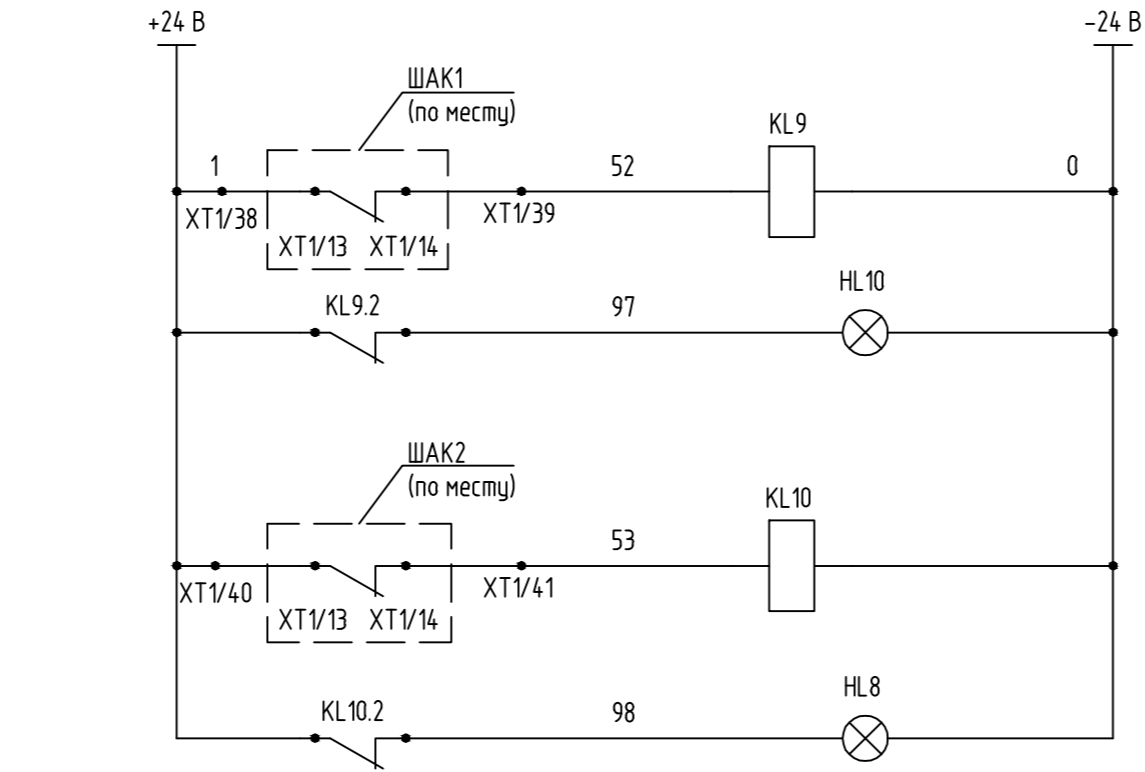 +24 В
-24 В
ШАК1
(по месту)
KL9
1
52
0
XT1/38
XT1/39
XT1/13
XT1/14
HL10
KL9.2
97
ШАК2
(по месту)
KL10
53
XT1/40
XT1/41
XT1/13
XT1/14
HL8
KL10.2
98